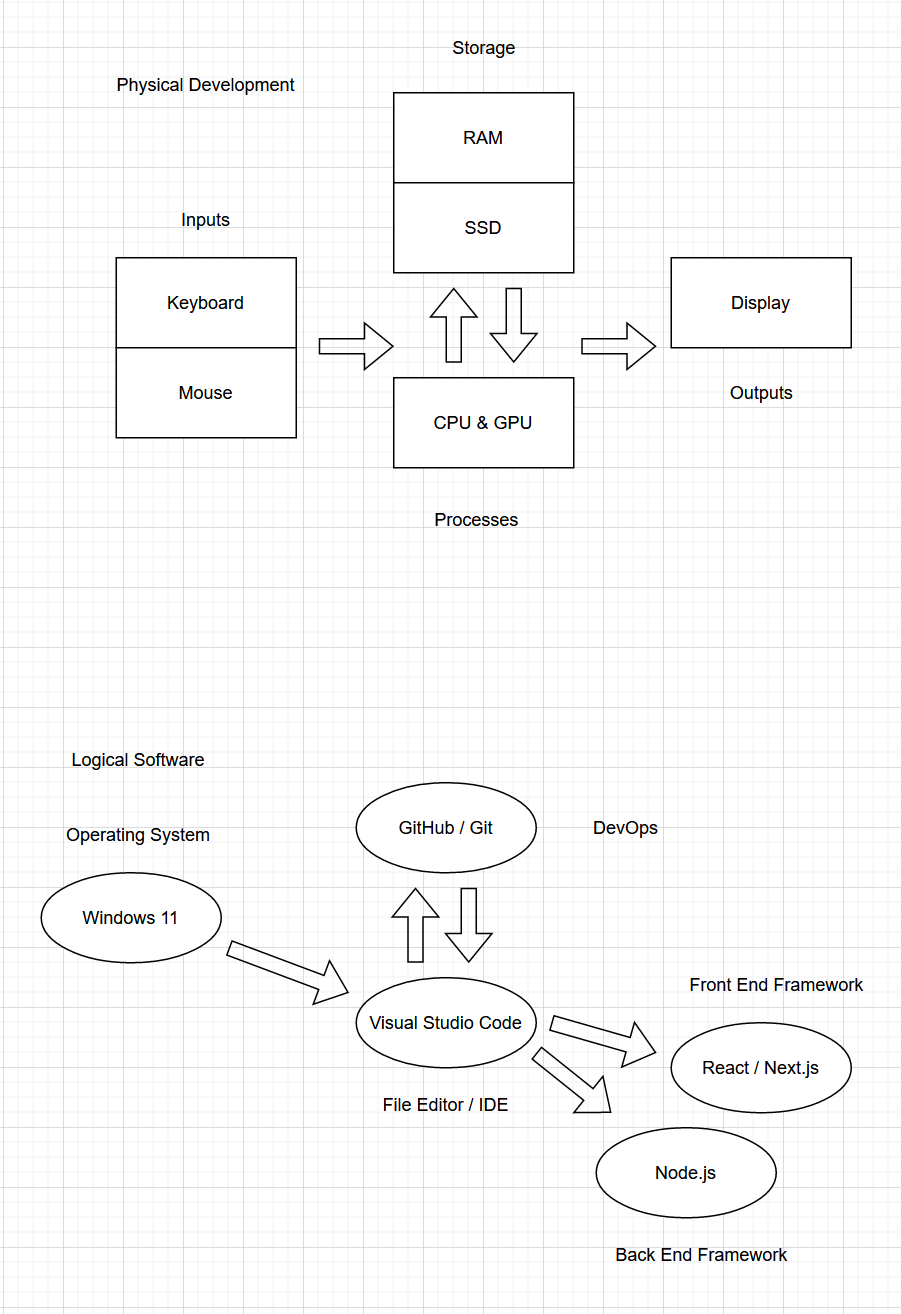 Storage
Physical Development
RAM
SSD
Inputs
Keyboard
Mouse
Display
Outputs
CPU & GPU
Processes
Logical Software
Operating System
Windows 11
GitHub / Git
DevOps
Visual Studio Code
File Editor / IDE
Front End Framework
React / Next.js
Node.js
Back End Framework